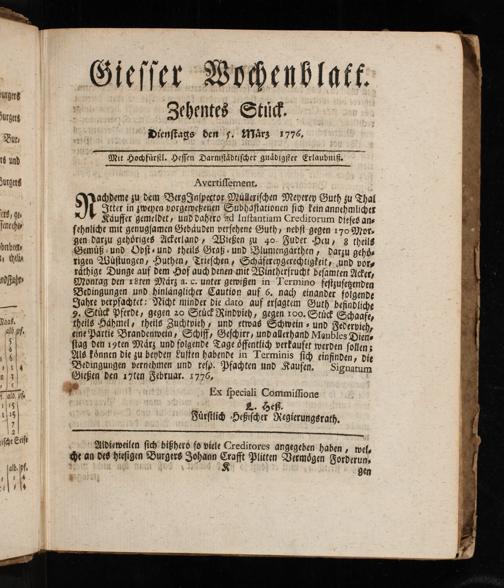 Giesser Wochenblatt.
Zehentes Stück.
Dienstags den 5. März 1776.
Mit Hochfürstl. Hessen Darmstädtischer gnädigster Erlaubniß.
Avertissement.
Nachdeme zu dem BergInspector Müllerischen Meyerey Guth zu Thal
Itter in zweyen vorgewesenen Subhastationen sich kein annehmlicher
Käuffer gemeldet, und dahero ad Instantiam Creditorum dieses an-
sehnliche mit genugsamen Gebäuden versehene Guth, nebst gegen 170 Mor-
gen darzu gehöriges Ackerland, Wießen zu 40. Fuder Heu, 8 theils
Gemüß- und Obst- und theils Graß- und Blumengärthen, darzu gehö-
rigen Wüstungen, Huthen, Trieschen, Schäfereygerechtigkeit, und vor-
räthige Dunge auf dem Hof auch denen mit Winthersrucht besamten Acker,
Montag den 18ten März a. c. unter gewißen in Termino festzusetzenden
Bedingungen und hinlänglicher Caution auf 6. nach einander folgende
Jahre verpfachtet: Nicht minder die dato auf ersagtem Guth befindliche
9. Stück Pferde, gegen 20 Stück Rindvieh, gegen 100. Stück Schaafe,
theils Hähmel, theils Zuchtvieh, und etwas Schwein- und Federvieh,
eine Partie Brandenwein, Schiff, Geschirr, und allerhand Meubles Dien-
stag den 19ten März und folgende Tage öffentlich verkaufet werden sollen;
Als können die zu beyden Lusten habende in Terminis sich einfinden, die
Bedingungen vernehmen und resp. Pfachten und Kaufen. Signatum
Gießen den 17ten Februar. 1776.
Ex speciali Commissione
L. Heß.
Fürstlich Heßischer Regierungsrath.
Aldieweilen sich bißhero so viele Creditores angegeben haben, wel-
che an des hiesigen Burgers Johann Crafft Plitten Vermögen Forderun-
K
gen